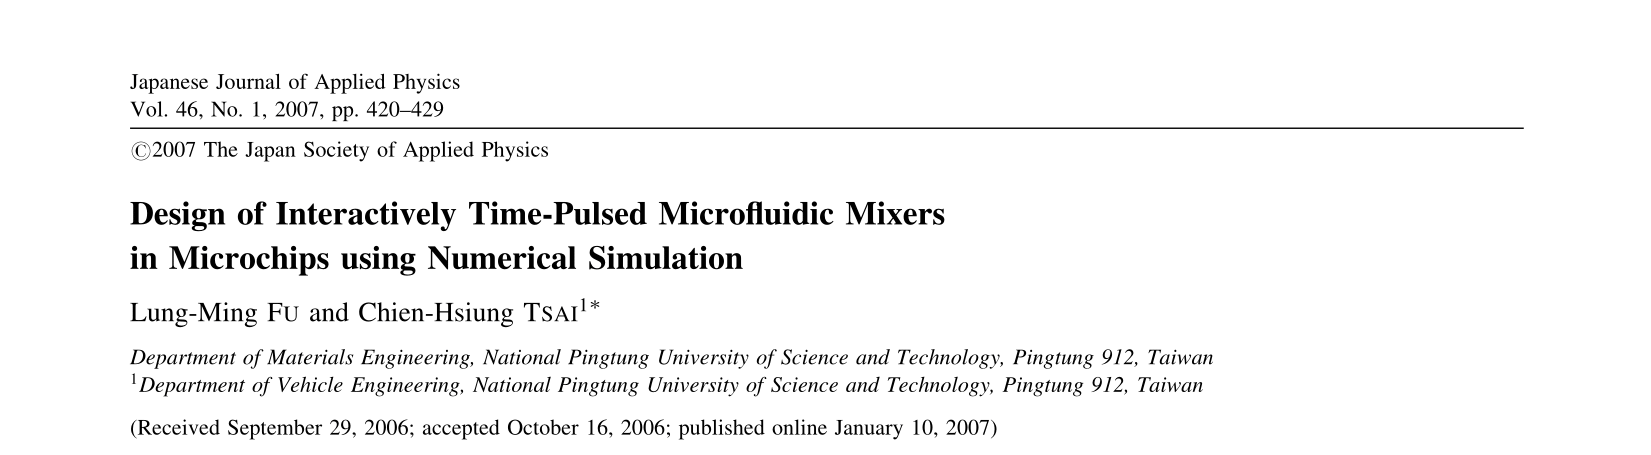 Japanese Journal of Applied Physics
Vol. 46, No. 1, 2007, pp. 420–429
©2007 The Japan Society of Applied Physics
Design of Interactively Time-Pulsed Microfluidic Mixers
in Microchips using Numerical Simulation
Lung-Ming FU and Chien-Hsiung TSAI1*
Department of Materials Engineering, National Pingtung University of Science and Technology, Pingtung 912, Taiwan
1Department of Vehicle Engineering, National Pingtung University of Science and Technology, Pingtung 912, Taiwan
(Received September 29, 2006; accepted October 16, 2006; published online January 10, 2007)